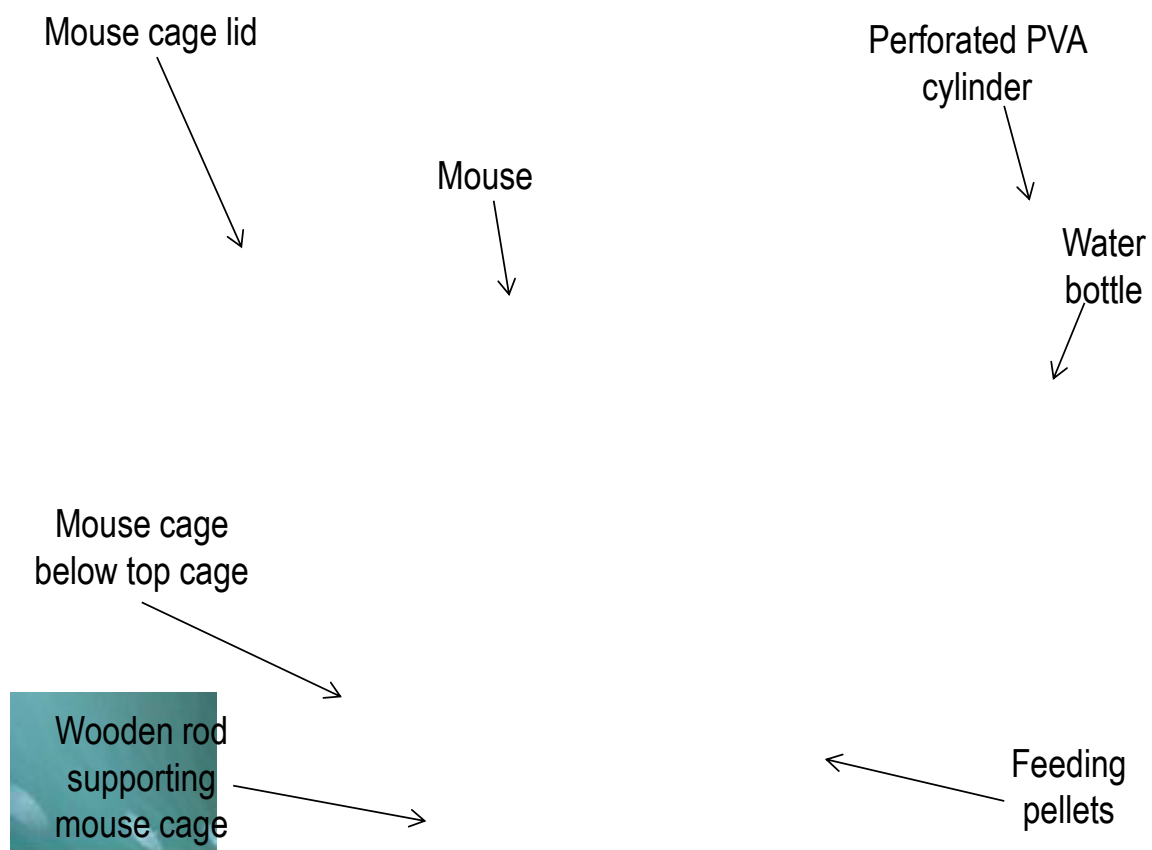 Mouse cage lid
Perforated PVA
cylinder
Mouse
Water
bottle
Mouse cage
below top cage
Wooden rod
supporting
mouse cage
Feeding
pellets